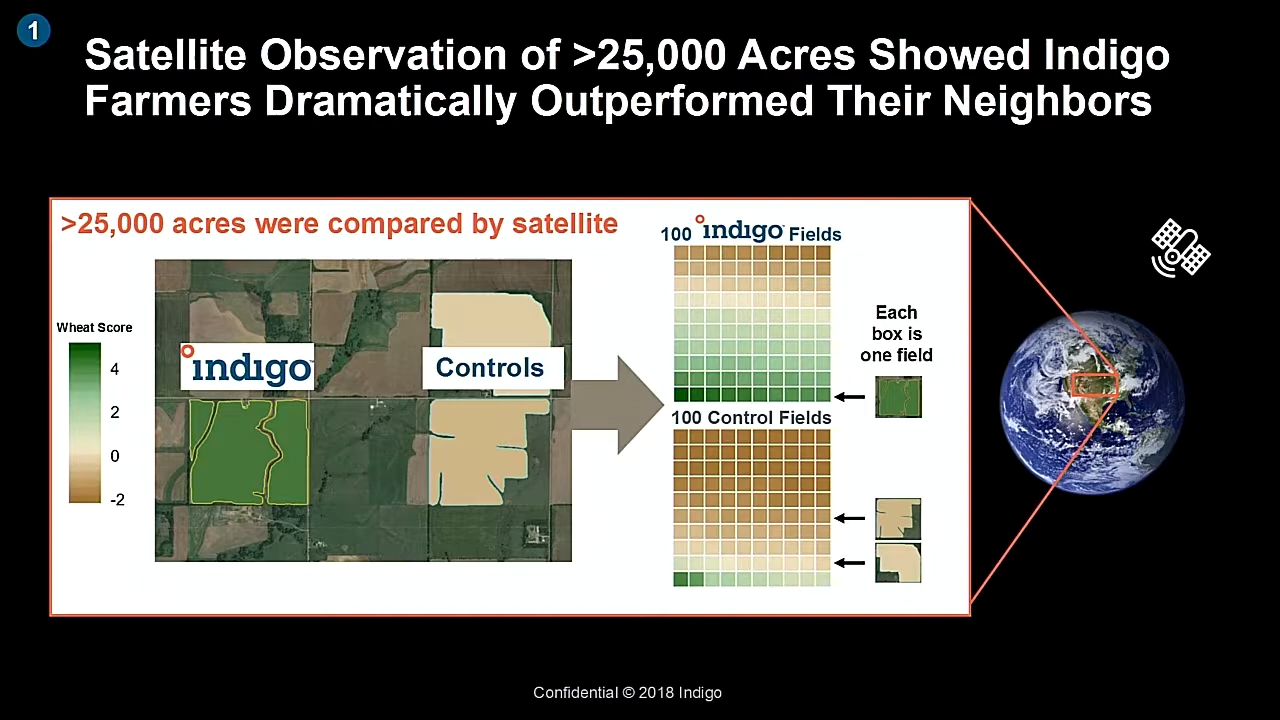 1
Satellite Observation of >25,000 Acres Showed Indigo
Farmers Dramatically Outperformed Their Neighbors
>25,000 acres were compared by satellite
Wheat Score
4
2
0
-2
indigo
Controls
100 indigo Fields
100 Control Fields
Each
box is
one field
Confidential © 2018 Indigo